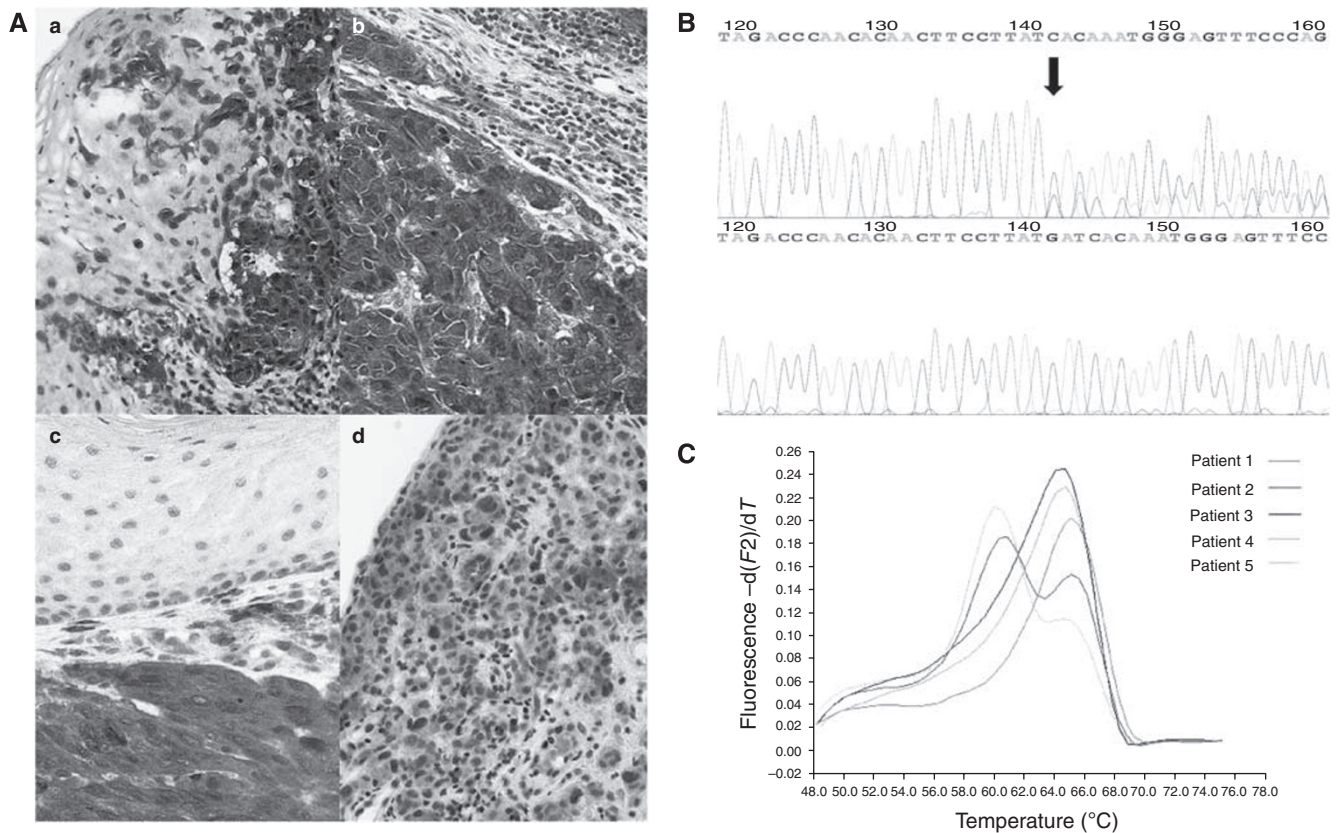 A
a
b
c
d
B
120 130 140 150 160
TAGACCCAACACAACTTCCTTATCACAAATGGGAGTTTCCCAG
120 130 140 150 160
TAGACCCAACACAACTTCCTTATGATCACAAATGGGAGTTTCC
C
Fluorescence –d(F2)/dT
0.26
0.24
0.22
0.20
0.18
0.16
0.14
0.12
0.10
0.08
0.06
0.04
0.02
0.00
–0.02
48.0 50.0 52.0 54.0 56.0 58.0 60.0 62.0 64.0 66.0 68.0 70.0 72.0 74.0 76.0 78.0
Temperature (°C)
Patient 1
Patient 2
Patient 3
Patient 4
Patient 5